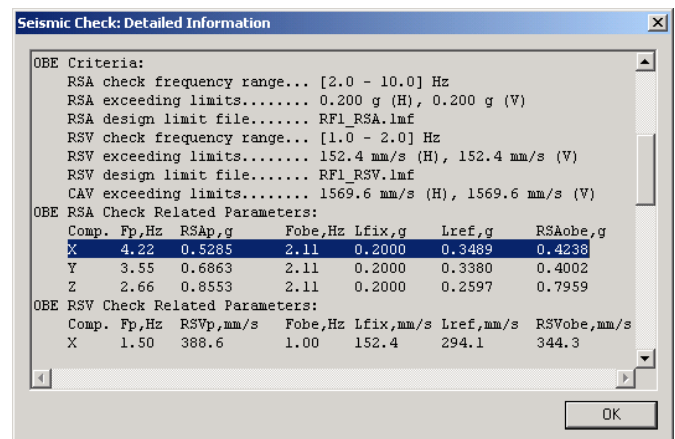 Seismic Check: Detailed Information
OBE Criteria:
RSA check frequency range... [2.0 - 10.0] Hz
RSA exceeding limits........ 0.200 g (H), 0.200 g (V)
RSA design limit file....... RF1_RSA.lmf
RSV check frequency range... [1.0 - 2.0] Hz
RSV exceeding limits........ 152.4 mm/s (H), 152.4 mm/s (V)
RSV design limit file....... RF1_RSV.lmf
CAV exceeding limits........ 1569.6 mm/s (H), 1569.6 mm/s (V)
OBE RSA Check Related Parameters:
Comp. Fp,Hz RSAp,g Fobe,Hz Lfix,g Lref,g RSAobe,g
X 4.22 0.5285 2.11 0.2000 0.3489 0.4238
Y 3.55 0.6863 2.11 0.2000 0.3380 0.4002
Z 2.66 0.8553 2.11 0.2000 0.2597 0.7959
OBE RSV Check Related Parameters:
Comp. Fp,Hz RSVp,mm/s Fobe,Hz Lfix,mm/s Lref,mm/s RSVobe,mm/s
X 1.50 388.6 1.00 152.4 294.1 344.3
OK